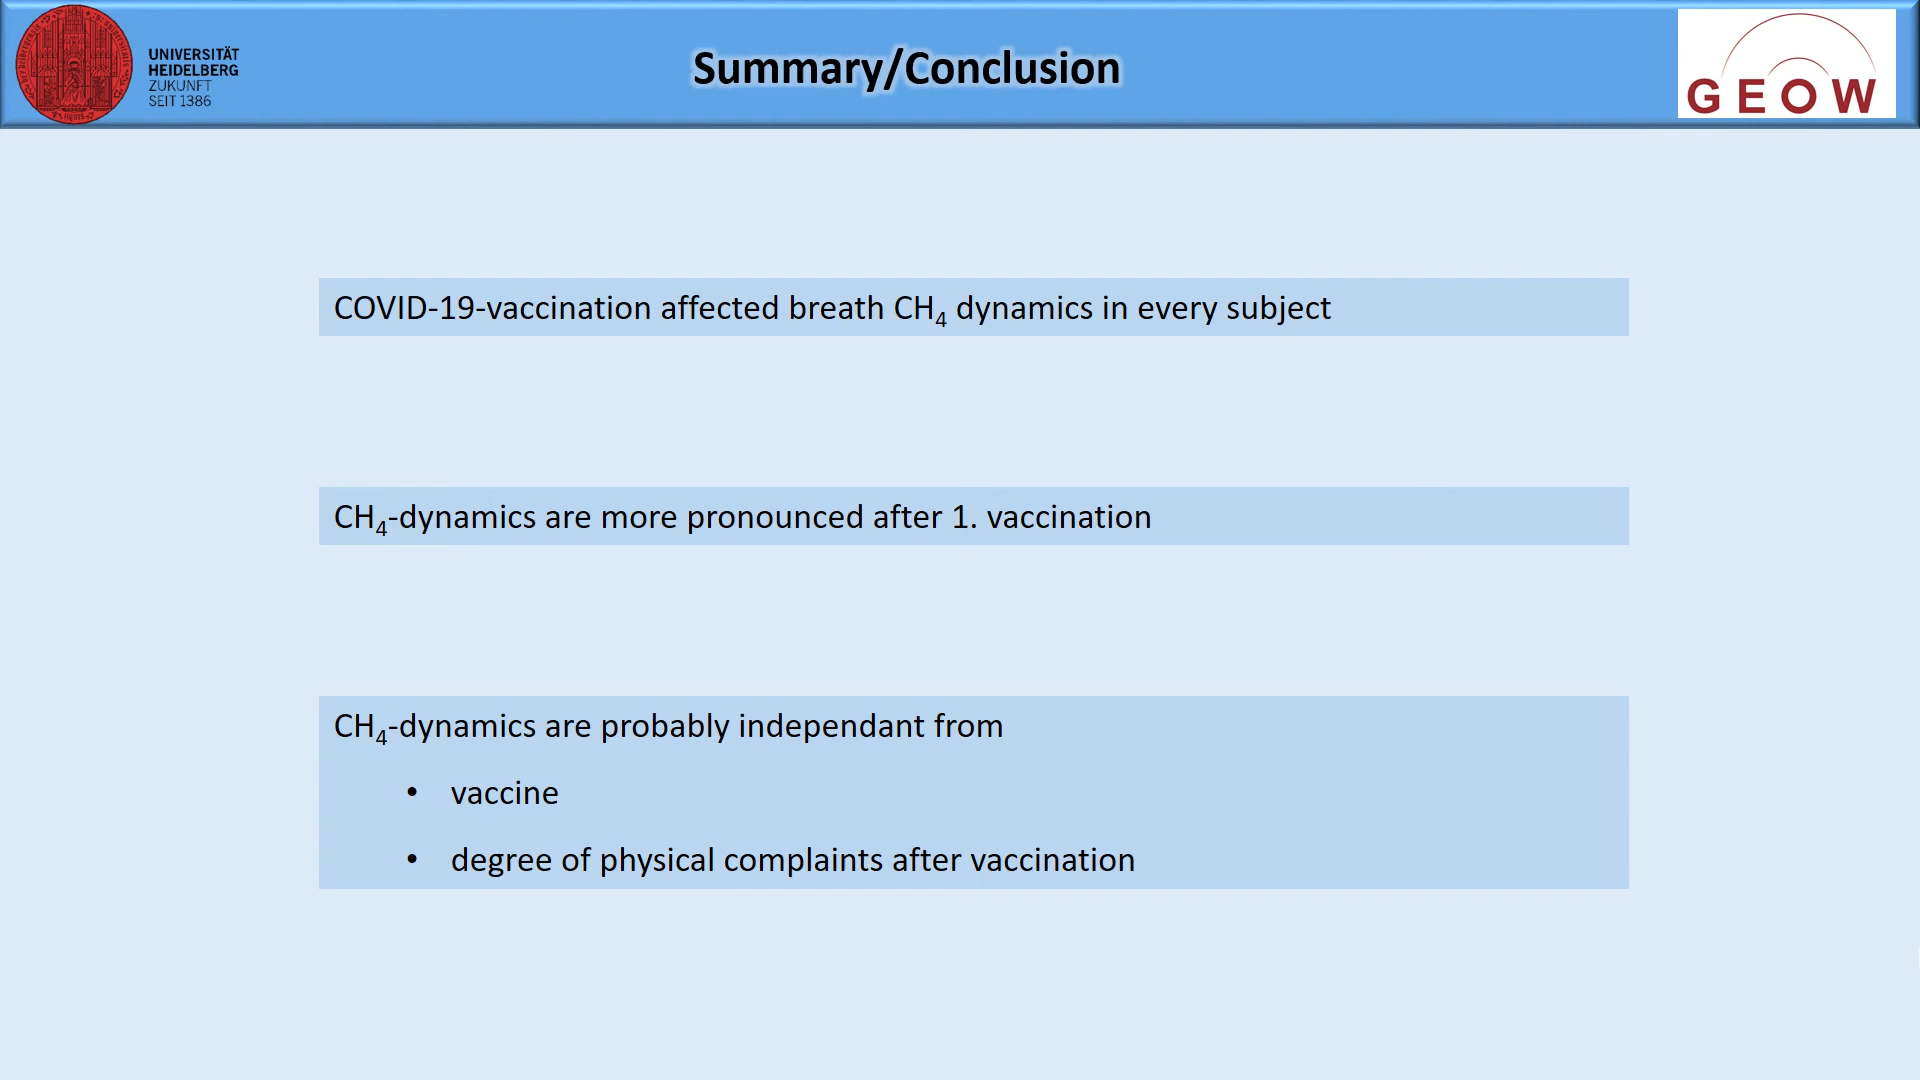 UNIVERSITÄT
HEIDELBERG
ZUKUNFT
SEIT 1386
Summary/Conclusion
GEOW
COVID-19-vaccination affected breath CH₄ dynamics in every subject
CH₄-dynamics are more pronounced after 1. vaccination
CH₄-dynamics are probably independant from
• vaccine
• degree of physical complaints after vaccination